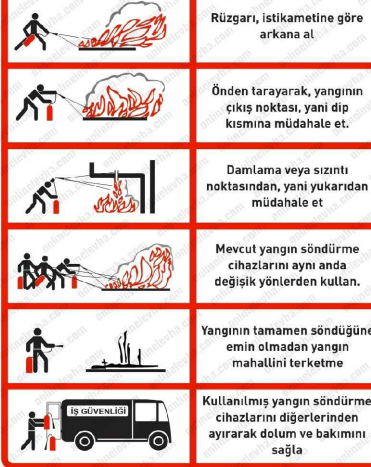 Rüzgarı, istikametine göre
arkana al
Önden tarayarak, yangının
çıkış noktası, yani dip
kısmına müdahale et.
Damlama veya sızıntı
noktasından, yani yukarıdan
müdahale et
Mevcut yangın söndürme
cihazlarını aynı anda
değişik yönlerden kullan.
Yangının tamamen söndüğüne
emin olmadan yangın
mahallini terketme
İŞ GÜVENLİĞİ
Kullanılmış yangın söndürme
cihazlarını diğerlerinden
ayırarak dolum ve bakımını
sağla